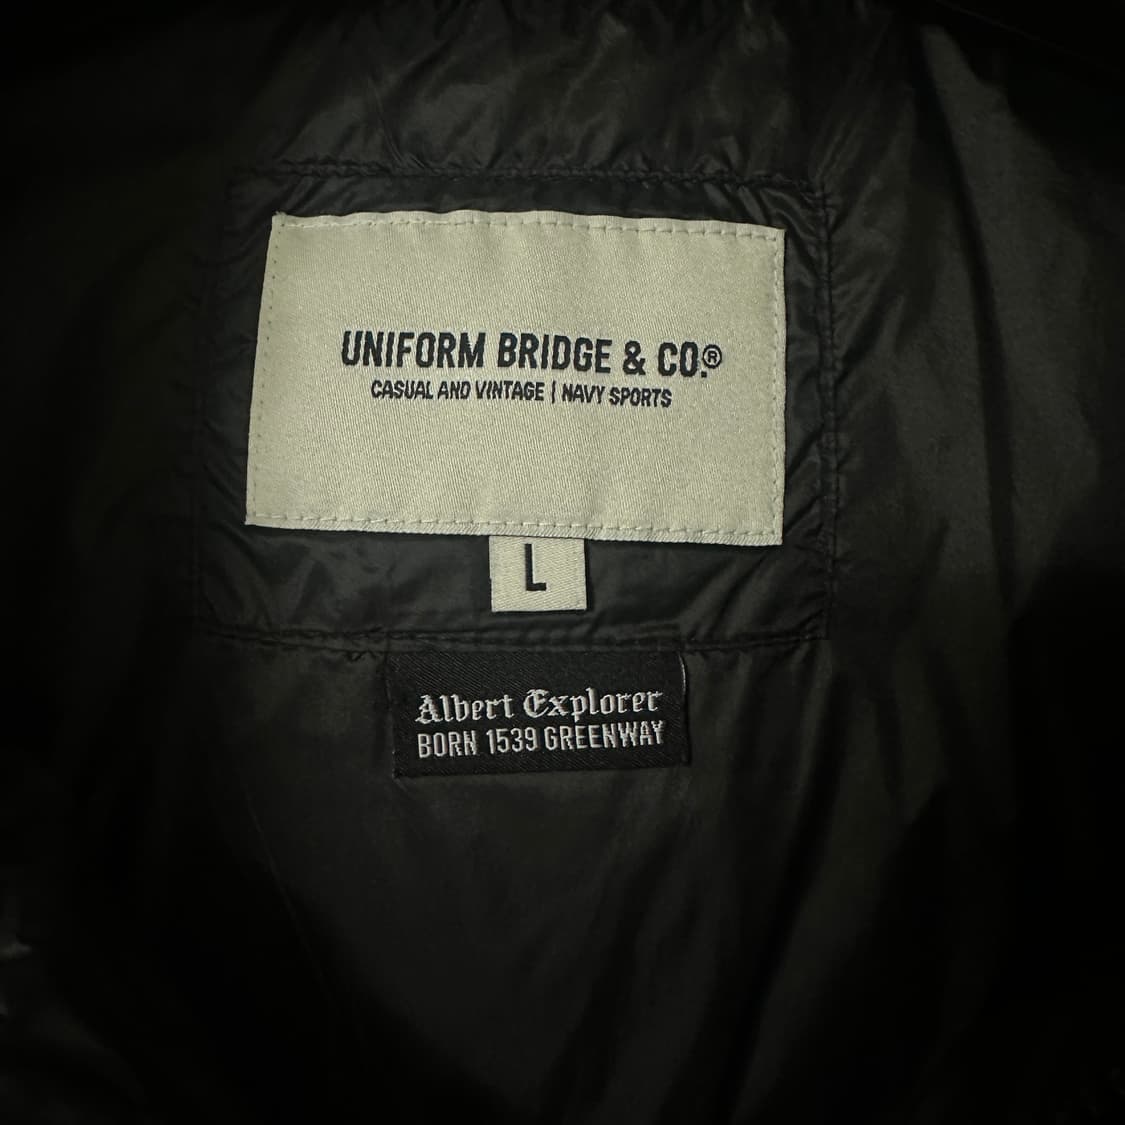 UNIFORM BRIDGE & CO.®
CASUAL AND VINTAGE | NAVY SPORTS
L
Albert Explorer
BORN 1539 GREENWAY